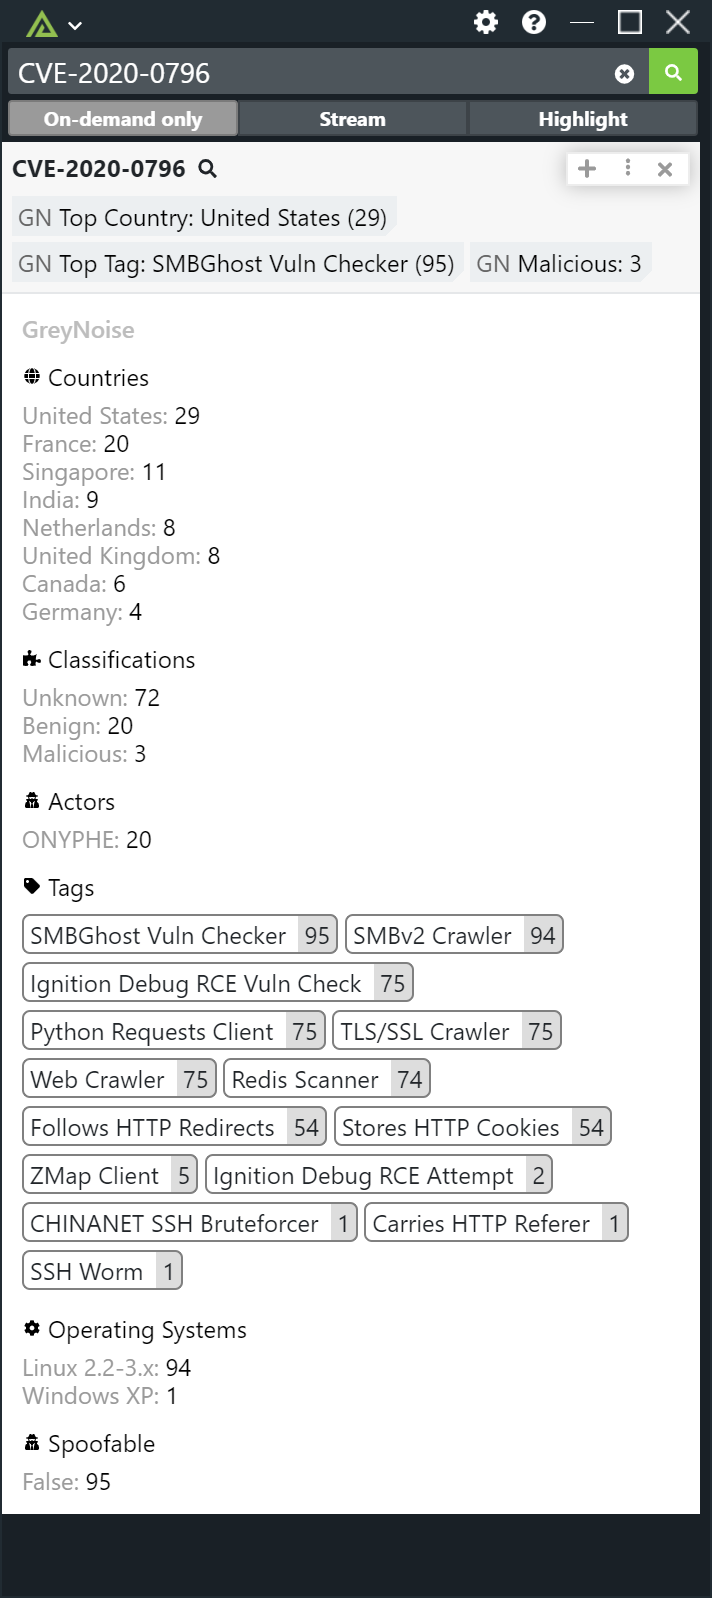 CVE-2020-0796
On-demand only Stream Highlight
CVE-2020-0796
GN Top Country: United States (29)
GN Top Tag: SMBGhost Vuln Checker (95) GN Malicious: 3
GreyNoise
Countries
United States: 29
France: 20
Singapore: 11
India: 9
Netherlands: 8
United Kingdom: 8
Canada: 6
Germany: 4
Classifications
Unknown: 72
Benign: 20
Malicious: 3
Actors
ONYPHE: 20
Tags
SMBGhost Vuln Checker 95 SMBv2 Crawler 94
Ignition Debug RCE Vuln Check 75
Python Requests Client 75 TLS/SSL Crawler 75
Web Crawler 75 Redis Scanner 74
Follows HTTP Redirects 54 Stores HTTP Cookies 54
ZMap Client 5 Ignition Debug RCE Attempt 2
CHINANET SSH Bruteforcer 1 Carries HTTP Referer 1
SSH Worm 1
Operating Systems
Linux 2.2-3.x: 94
Windows XP: 1
Spoofable
False: 95